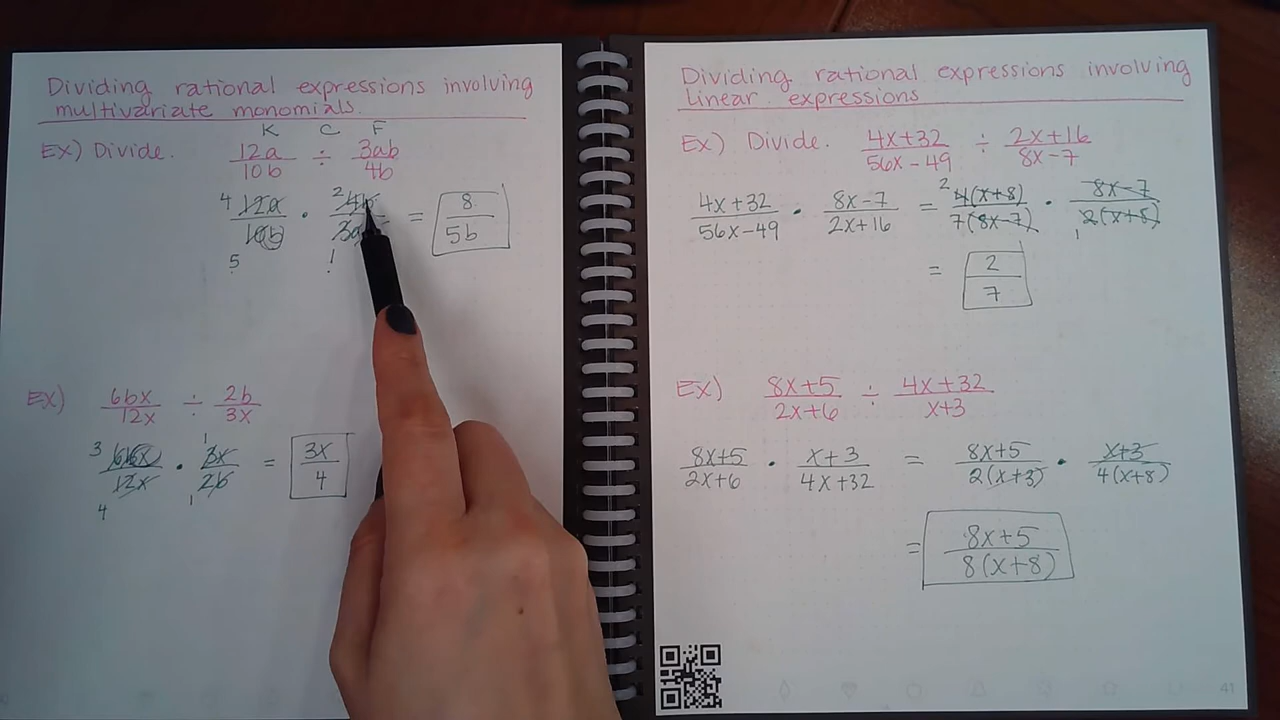 Dividing rational expressions involving
multivariate monomials.
K C F
Ex) Divide. 12a/10b ÷ 3ab/4b
4 12a/10b 5 · 2 4b/3a 1 = 8/5b
Ex) 6bx/12x ÷ 2b/3x
3 6bx/12x 4 · 1 3x/2b 1 = 3x/4
Dividing rational expressions involving
linear expressions
Ex) Divide. 4x+32/56x-49 ÷ 2x+16/8x-7
4x+32/56x-49 · 8x-7/2x+16 = 2 4(x+8)/7(8x-7) · 8x-7/2(x+8) 1
= 2/7
Ex) 8x+5/2x+6 ÷ 4x+32/x+3
8x+5/2x+6 · x+3/4x+32 = 8x+5/2(x+3) · x+3/4(x+8)
= 8x+5/8(x+8)
41